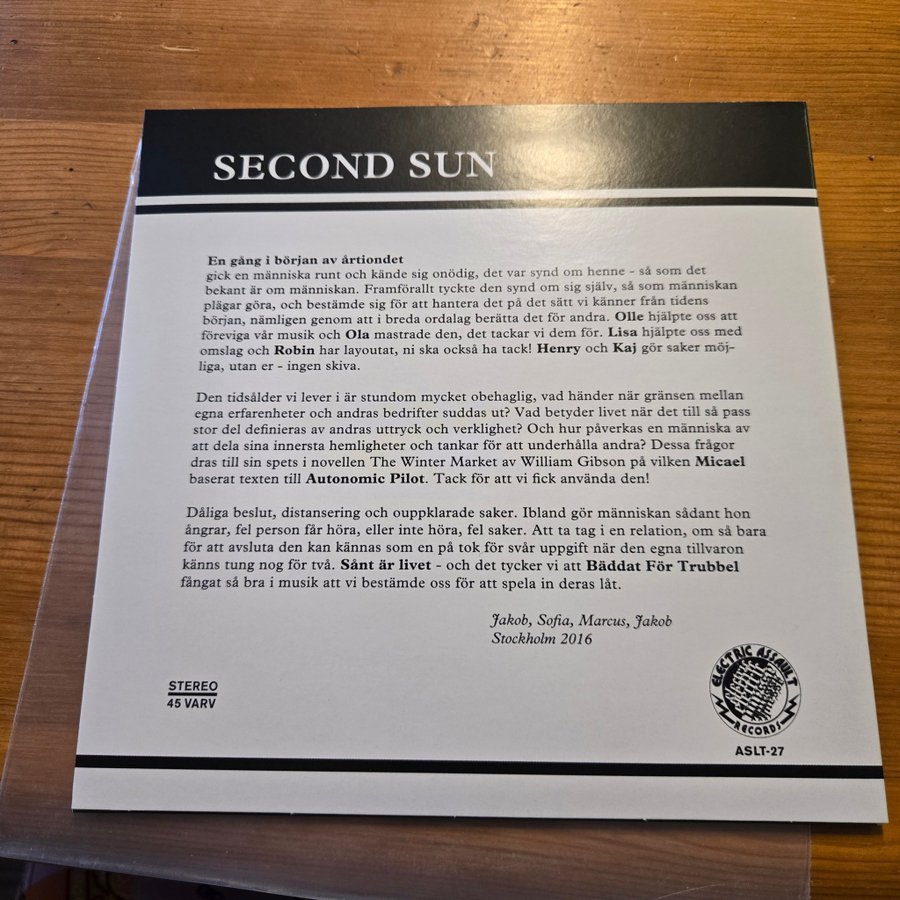 SECOND SUN
En gång i början av årtiondet
gick en människa runt och kände sig onödig, det var synd om henne - så som det
bekant är om människan. Framförallt tyckte den synd om sig själv, så som människan
plägar göra, och bestämde sig för att hantera det på det sätt vi känner från tidens
början, nämligen genom att i breda ordalag berätta det för andra. Olle hjälpte oss att
föreviga vår musik och Ola mastrade den, det tackar vi dem för. Lisa hjälpte oss med
omslag och Robin har layoutat, ni ska också ha tack! Henry och Kaj gör saker möj-
liga, utan er - ingen skiva.
Den tidsålder vi lever i är stundom mycket obehaglig, vad händer när gränsen mellan
egna erfarenheter och andras bedrifter suddas ut? Vad betyder livet när det till så pass
stor del definieras av andras uttryck och verklighet? Och hur påverkas en människa av
att dela sina innersta hemligheter och tankar för att underhålla andra? Dessa frågor
dras till sin spets i novellen The Winter Market av William Gibson på vilken Micael
baserat texten till Autonomic Pilot. Tack för att vi fick använda den!
Dåliga beslut, distansering och ouppklarade saker. Ibland gör människan sådant hon
ångrar, fel person får höra, eller inte höra, fel saker. Att ta tag i en relation, om så bara
för att avsluta den kan kännas som en på tok för svår uppgift när den egna tillvaron
känns tung nog för två. Sånt är livet - och det tycker vi att Bäddat För Trubbel
fångat så bra i musik att vi bestämde oss för att spela in deras låt.
Jakob, Sofia, Marcus, Jakob
Stockholm 2016
STEREO
45 VARV
ELECTRIC ASSAULT
RECORDS
ASLT-27